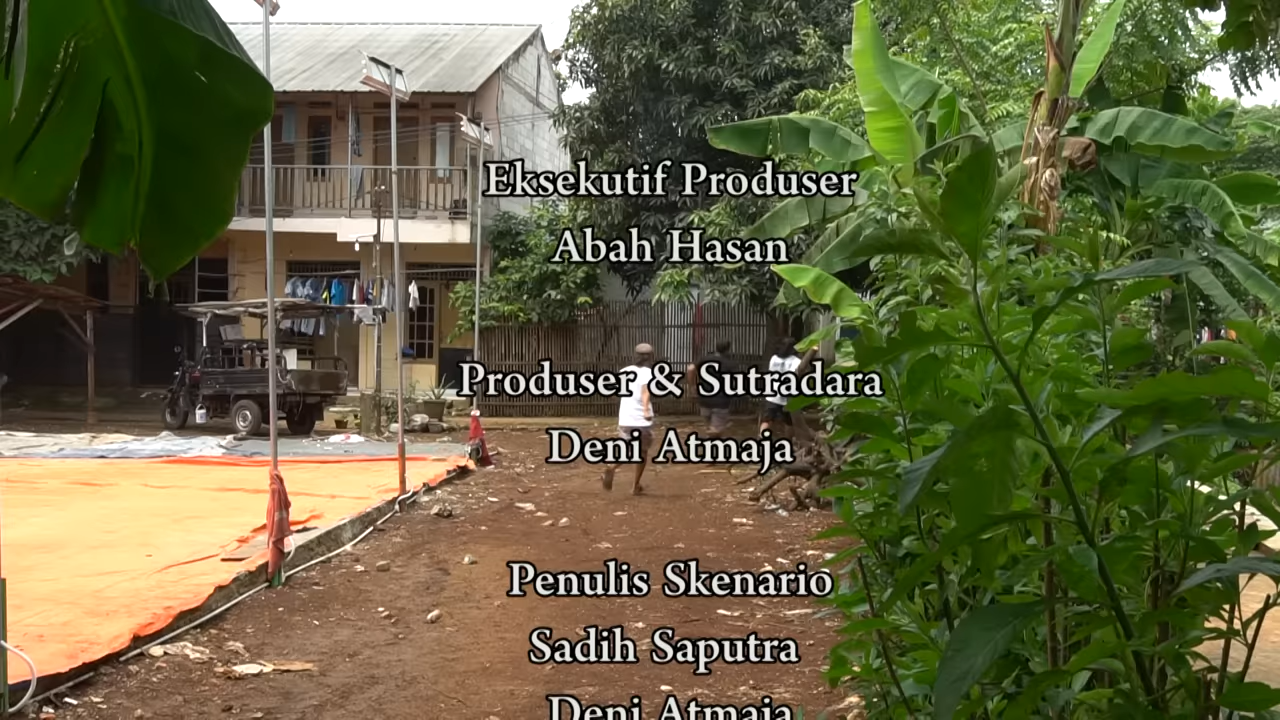 Eksekutif Produser
Abah Hasan
Produser & Sutradara
Deni Atmaja
Penulis Skenario
Sadih Saputra
Deni Atmaja